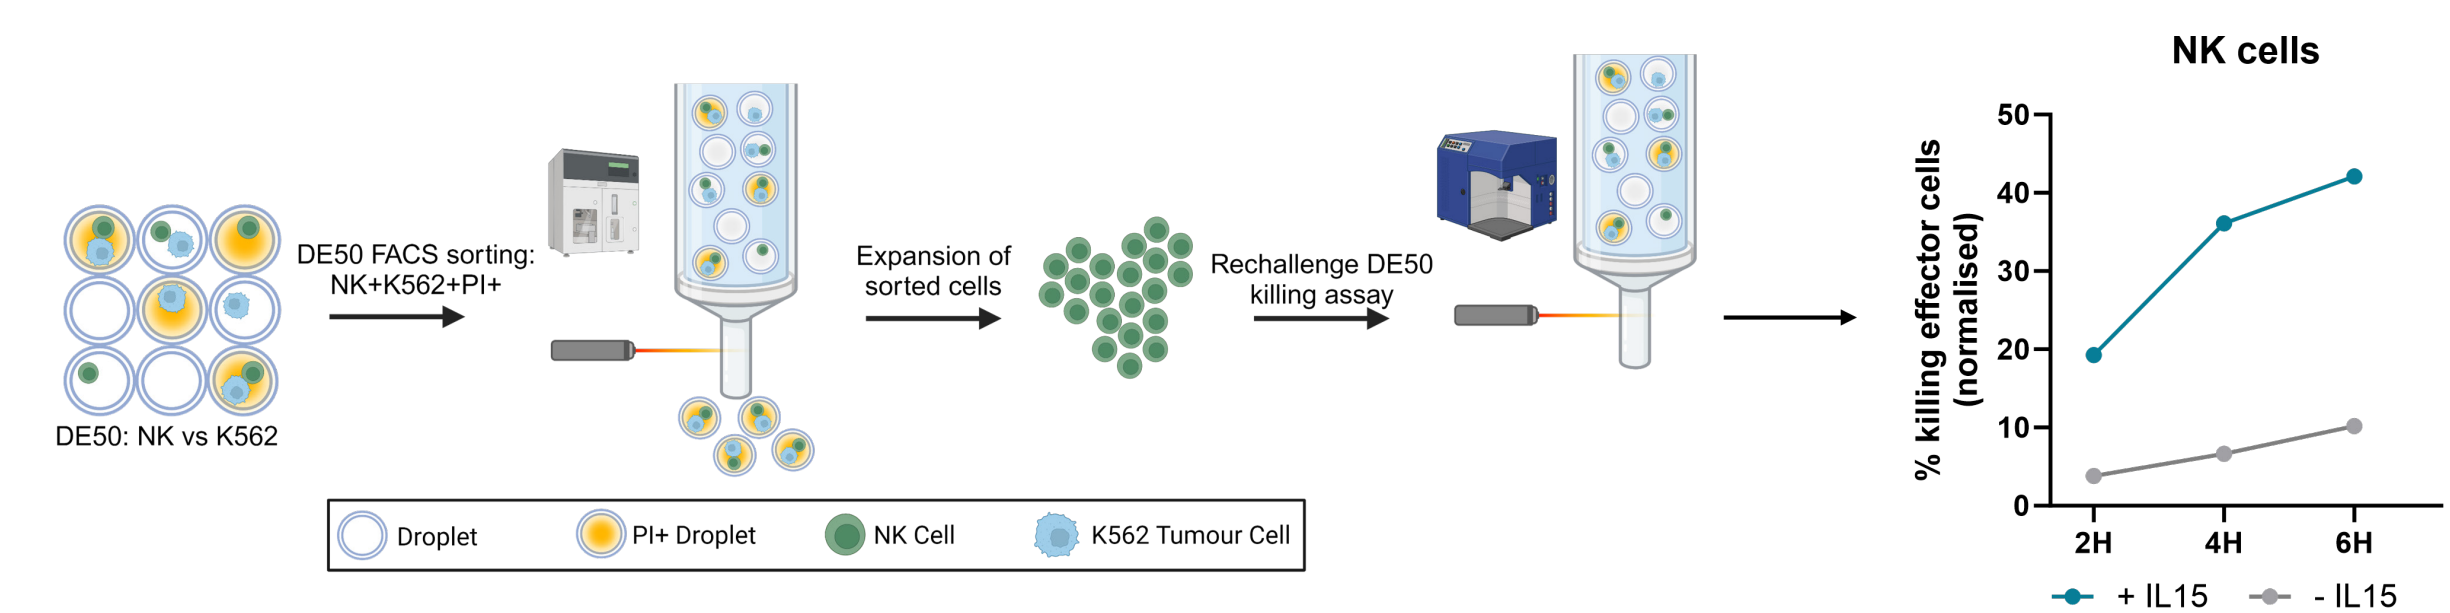 DE50: NK vs K562
DE50 FACS sorting:
NK+K562+PI+
Expansion of
sorted cells
Rechallenge DE50
killing assay
Droplet
PI+ Droplet
NK Cell
K562 Tumour Cell
NK cells
% killing effector cells
(normalised)
50
40
30
20
10
0
2H
4H
6H
+ IL15
- IL15